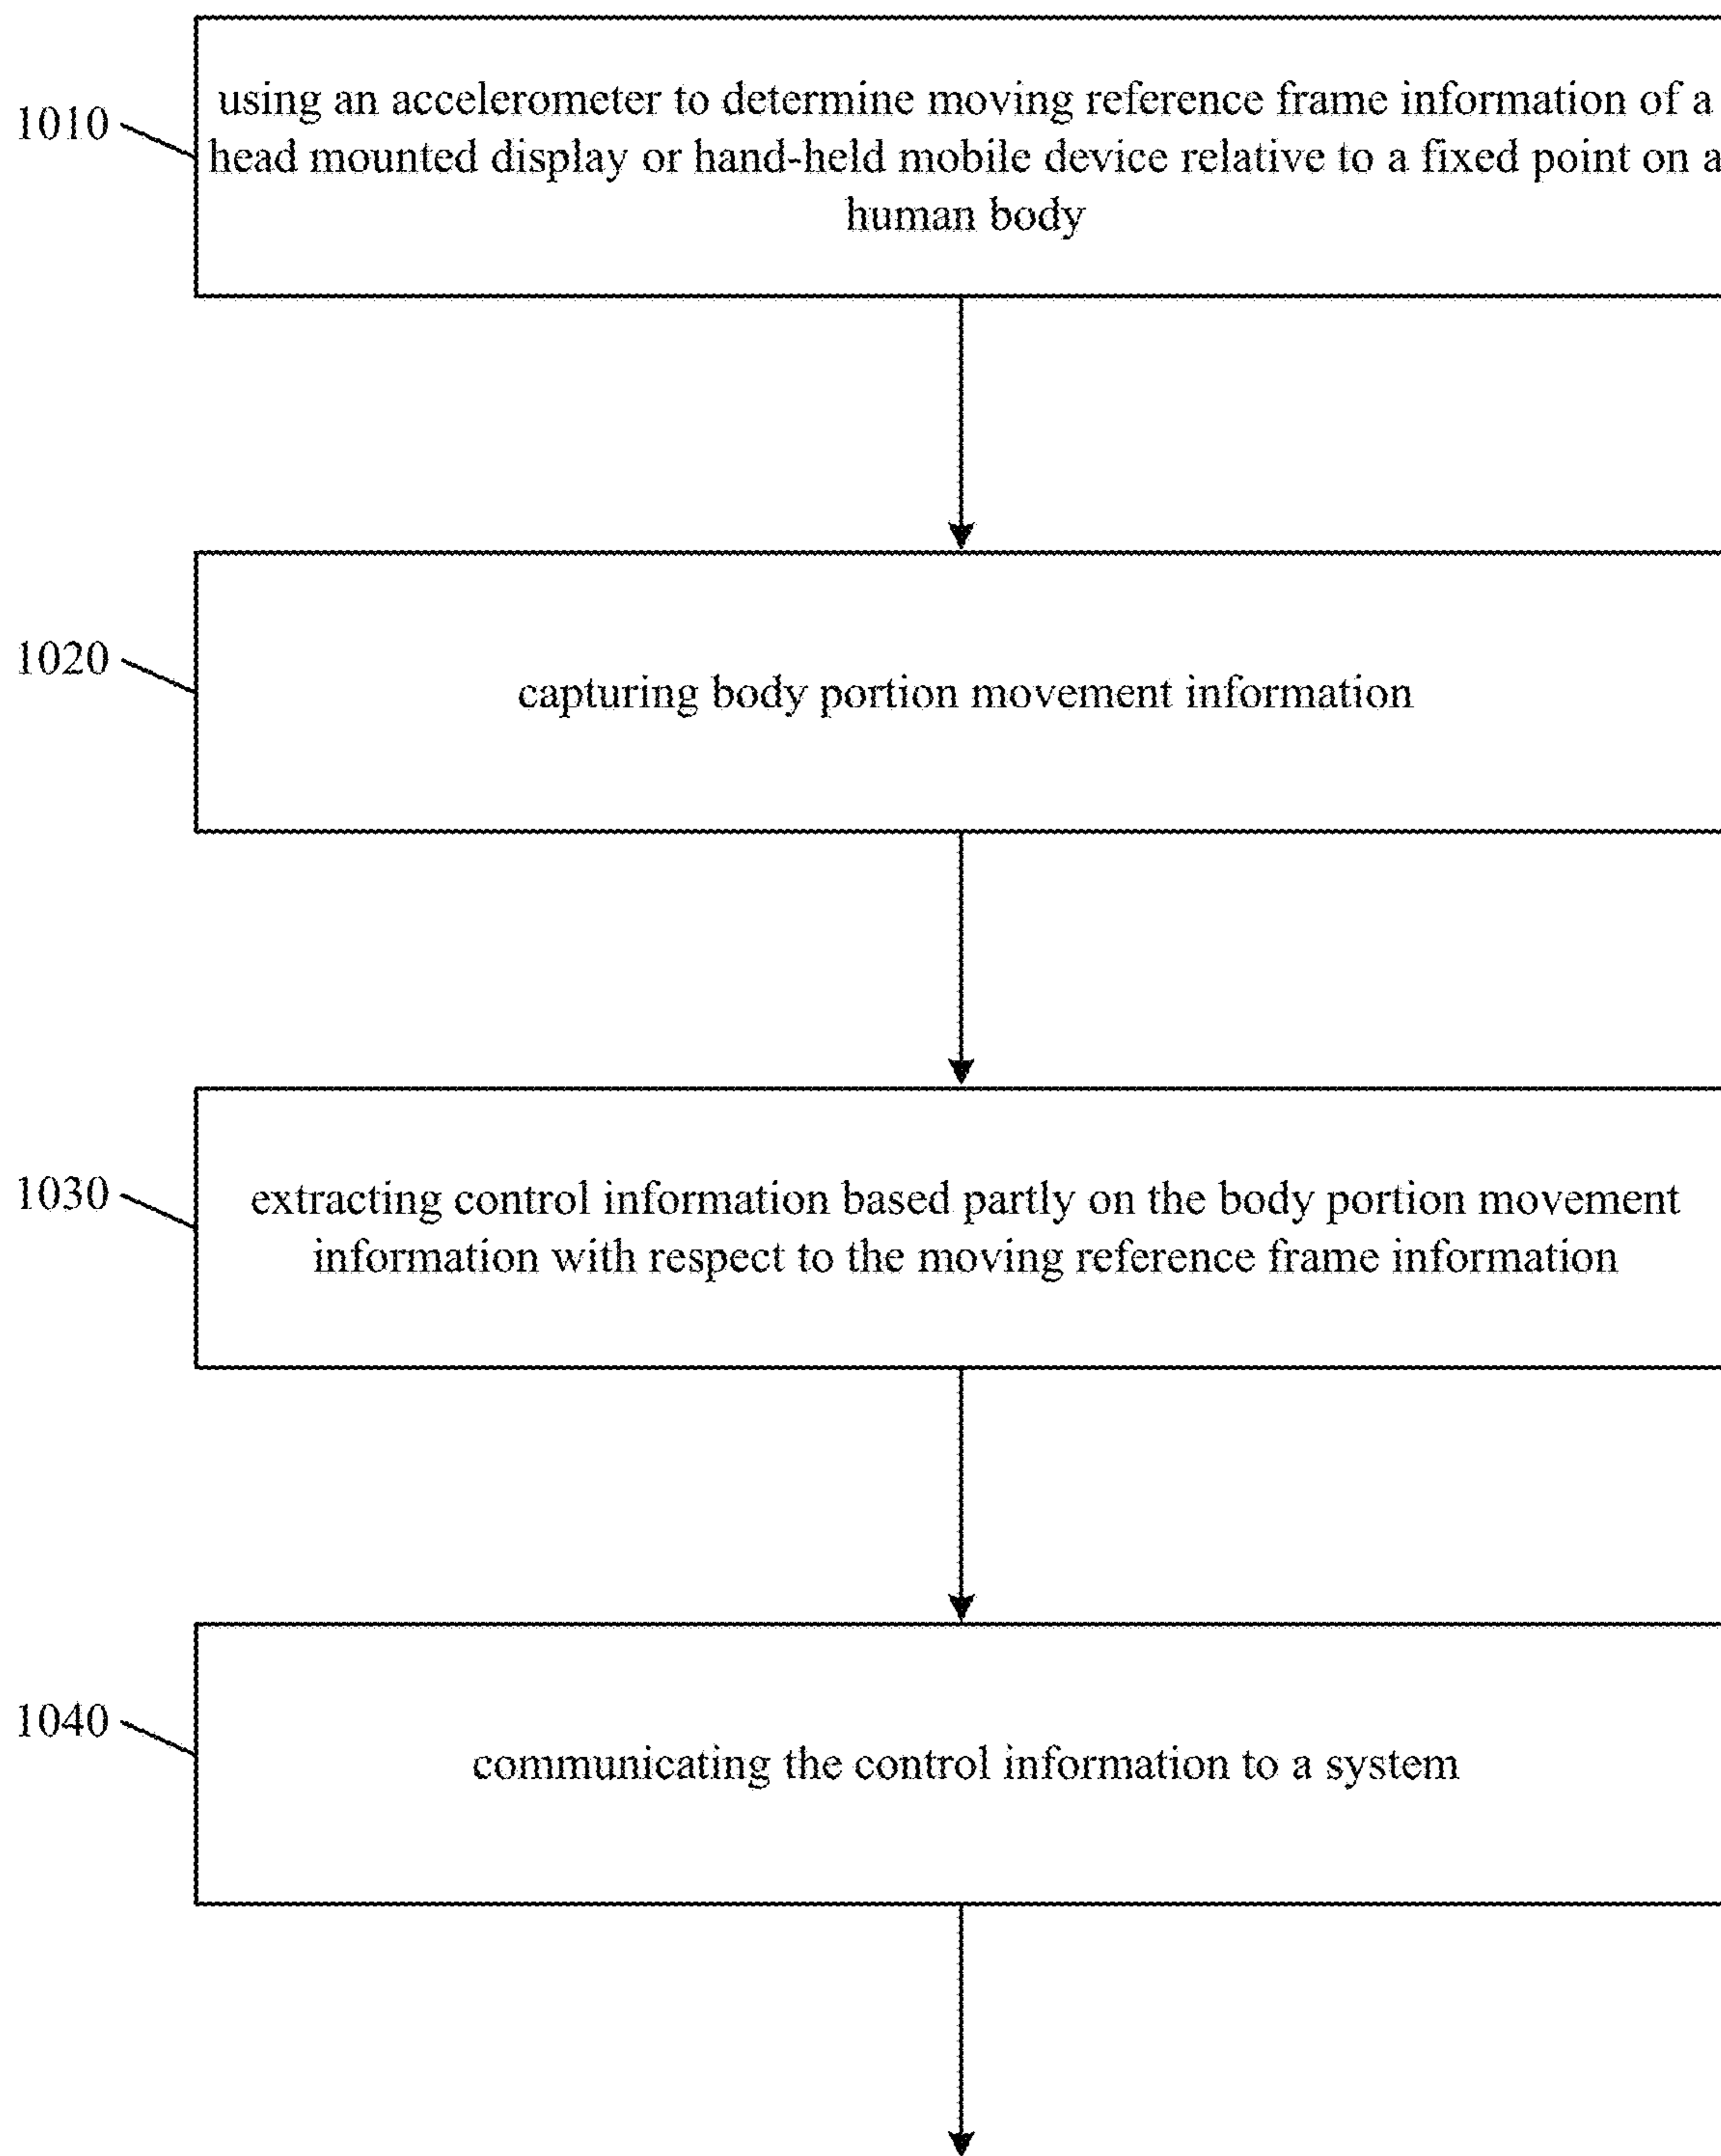 1010
using an accelerometer to determine moving reference frame information of a
head mounted display or hand-held mobile device relative to a fixed point on a
human body
1020
capturing body portion movement information
1030
extracting control information based partly on the body portion movement
information with respect to the moving reference frame information
1040
communicating the control information to a system